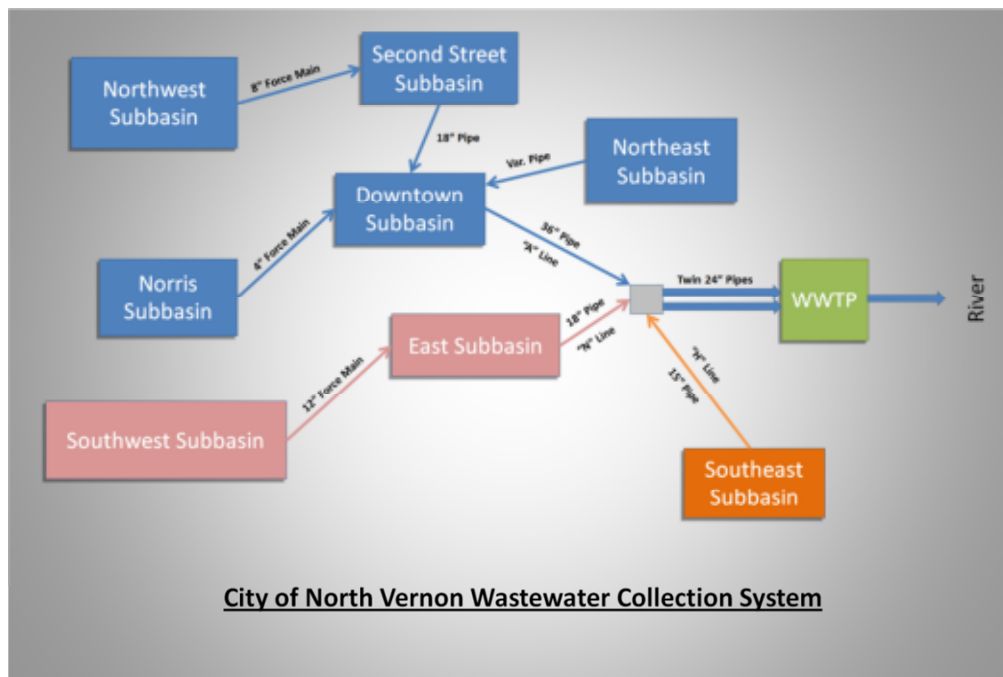 Second Street
Subbasin
8" Force Main
Northwest
Subbasin
18" Pipe
Northeast
Subbasin
Var. Pipe
Downtown
Subbasin
4" Force Main
36" Pipe
"A" Line
Norris
Subbasin
Twin 24" Pipes
WWTP
River
18" Pipe
"N" Line
East Subbasin
"H" Line
15" Pipe
12" Force Main
Southwest Subbasin
Southeast
Subbasin
City of North Vernon Wastewater Collection System